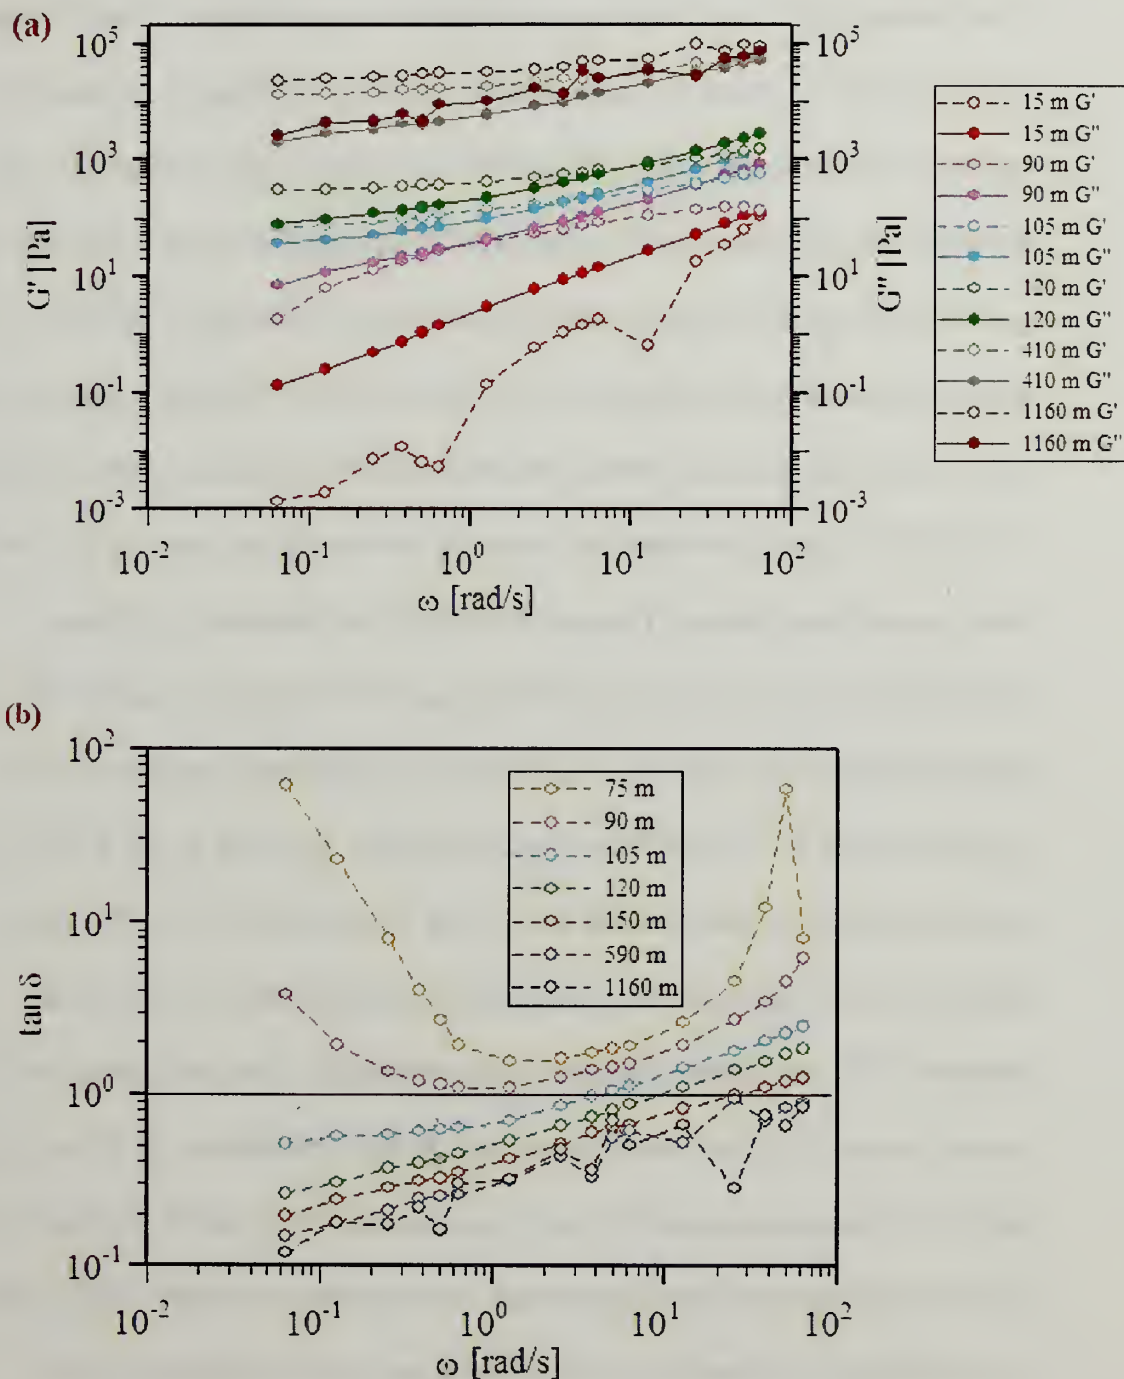 (a)
10^5
10^3
10^1
10^-1
10^-3
G' [Pa]
10^5
10^3
10^1
10^-1
10^-3
G" [Pa]
10^-2 10^-1 10^0 10^1 10^2
ω [rad/s]
15 m G'
15 m G"
90 m G'
90 m G"
105 m G'
105 m G"
120 m G'
120 m G"
410 m G'
410 m G"
1160 m G'
1160 m G"
(b)
10^2
10^1
10^0
10^-1
tan δ
75 m
90 m
105 m
120 m
150 m
590 m
1160 m
10^-2 10^-1 10^0 10^1 10^2
ω [rad/s]